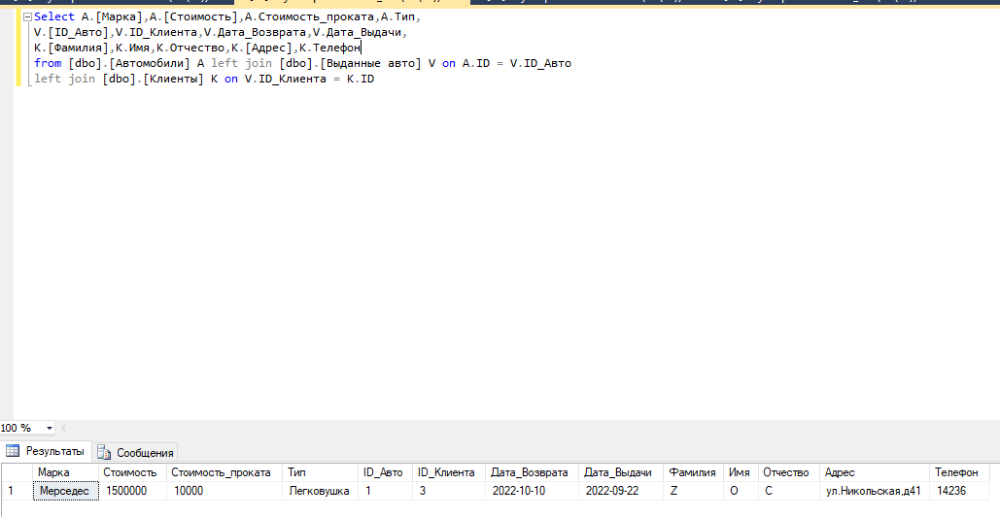 Select A.[Марка],A.[Стоимость],A.Стоимость_проката,A.Тип,
V.[ID_Авто],V.ID_Клиента,V.Дата_Возврата,V.Дата_Выдачи,
K.[Фамилия],K.Имя,K.Отчество,K.[Адрес],K.Телефон
from [dbo].[Автомобили] A left join [dbo].[Выданные авто] V on A.ID = V.ID_Авто
left join [dbo].[Клиенты] K on V.ID_Клиента = K.ID
100 %
Результаты Сообщения
Марка Стоимость Стоимость_проката Тип ID_Авто ID_Клиента Дата_Возврата Дата_Выдачи Фамилия Имя Отчество Адрес Телефон
1 Мерседес 1500000 10000 Легковушка 1 3 2022-10-10 2022-09-22 Z O C ул.Никольская,д41 14236